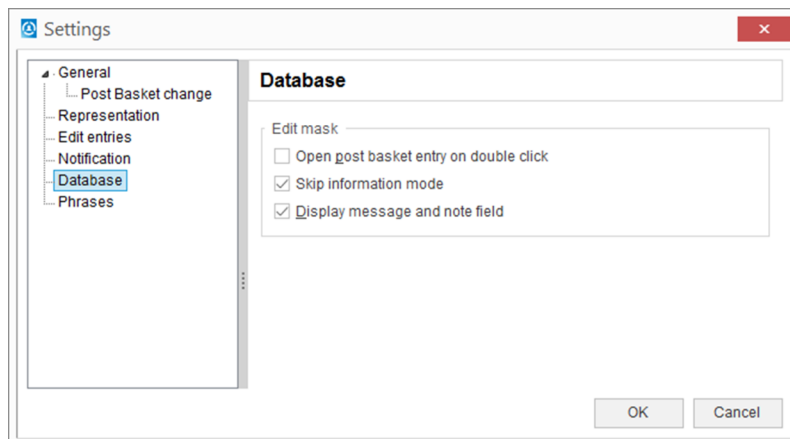 Settings
General
Post Basket change
Representation
Edit entries
Notification
Database
Phrases
Database
Edit mask
Open post basket entry on double click
Skip information mode
Display message and note field
OK
Cancel